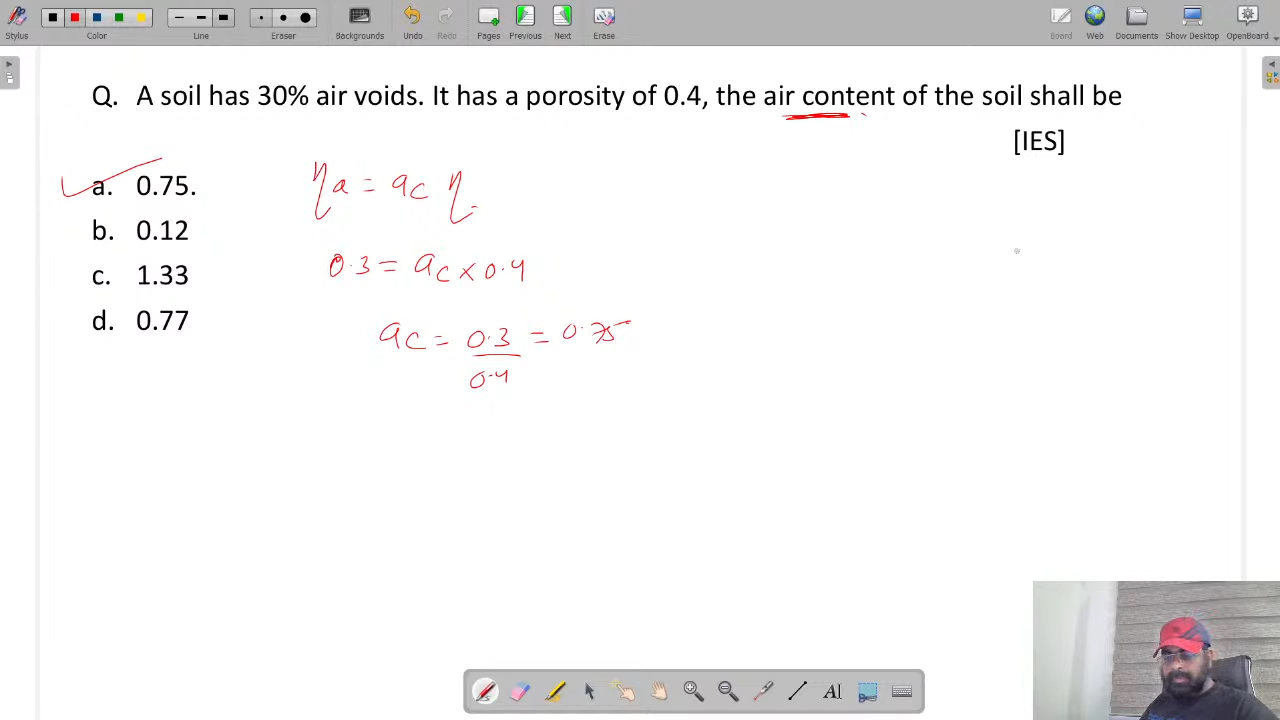 Stylus
Color
Line
Eraser
Backgrounds
Undo
Redo
Pages
Previous
Next
Erase
Board
Web
Documents
Show Desktop
OpenBoard
Q. A soil has 30% air voids. It has a porosity of 0.4, the air content of the soil shall be
[IES]
a. 0.75.
b. 0.12
c. 1.33
d. 0.77
ηa = ac η.
0.3 = ac × 0.4
ac = 0.3 = 0.75
0.4